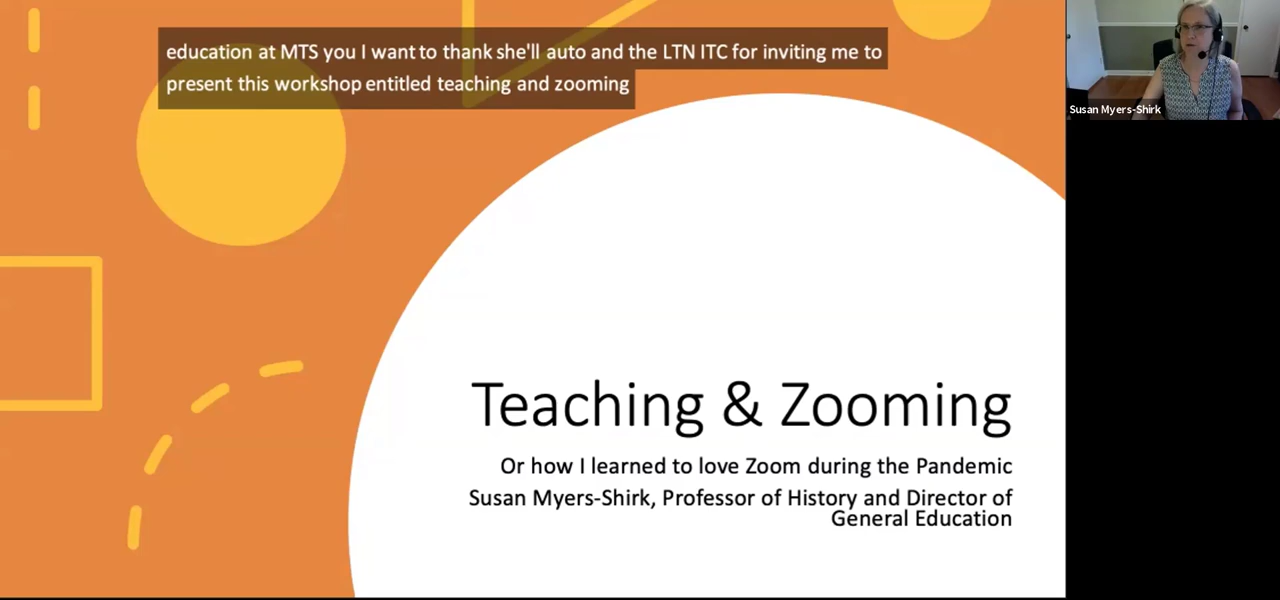 education at MTS you I want to thank she'll auto and the LTN ITC for inviting me to
present this workshop entitled teaching and zooming
Susan Myers-Shirk
Teaching & Zooming
Or how I learned to love Zoom during the Pandemic
Susan Myers-Shirk, Professor of History and Director of
General Education